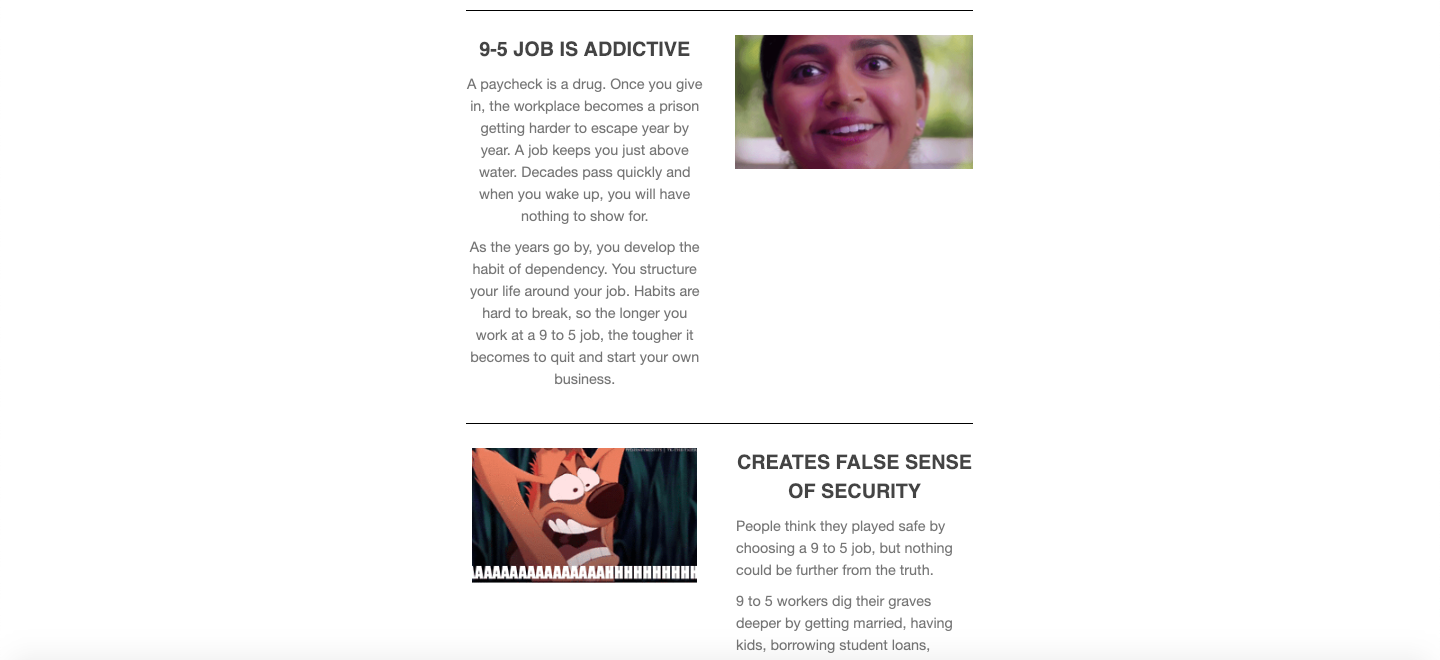 9-5 JOB IS ADDICTIVE
A paycheck is a drug. Once you give
in, the workplace becomes a prison
getting harder to escape year by
year. A job keeps you just above
water. Decades pass quickly and
when you wake up, you will have
nothing to show for.
As the years go by, you develop the
habit of dependency. You structure
your life around your job. Habits are
hard to break, so the longer you
work at a 9 to 5 job, the tougher it
becomes to quit and start your own
business.
AAAAAAAAAAAAAAAHHHHHHHHHH
CREATES FALSE SENSE
OF SECURITY
People think they played safe by
choosing a 9 to 5 job, but nothing
could be further from the truth.
9 to 5 workers dig their graves
deeper by getting married, having
kids, borrowing student loans,